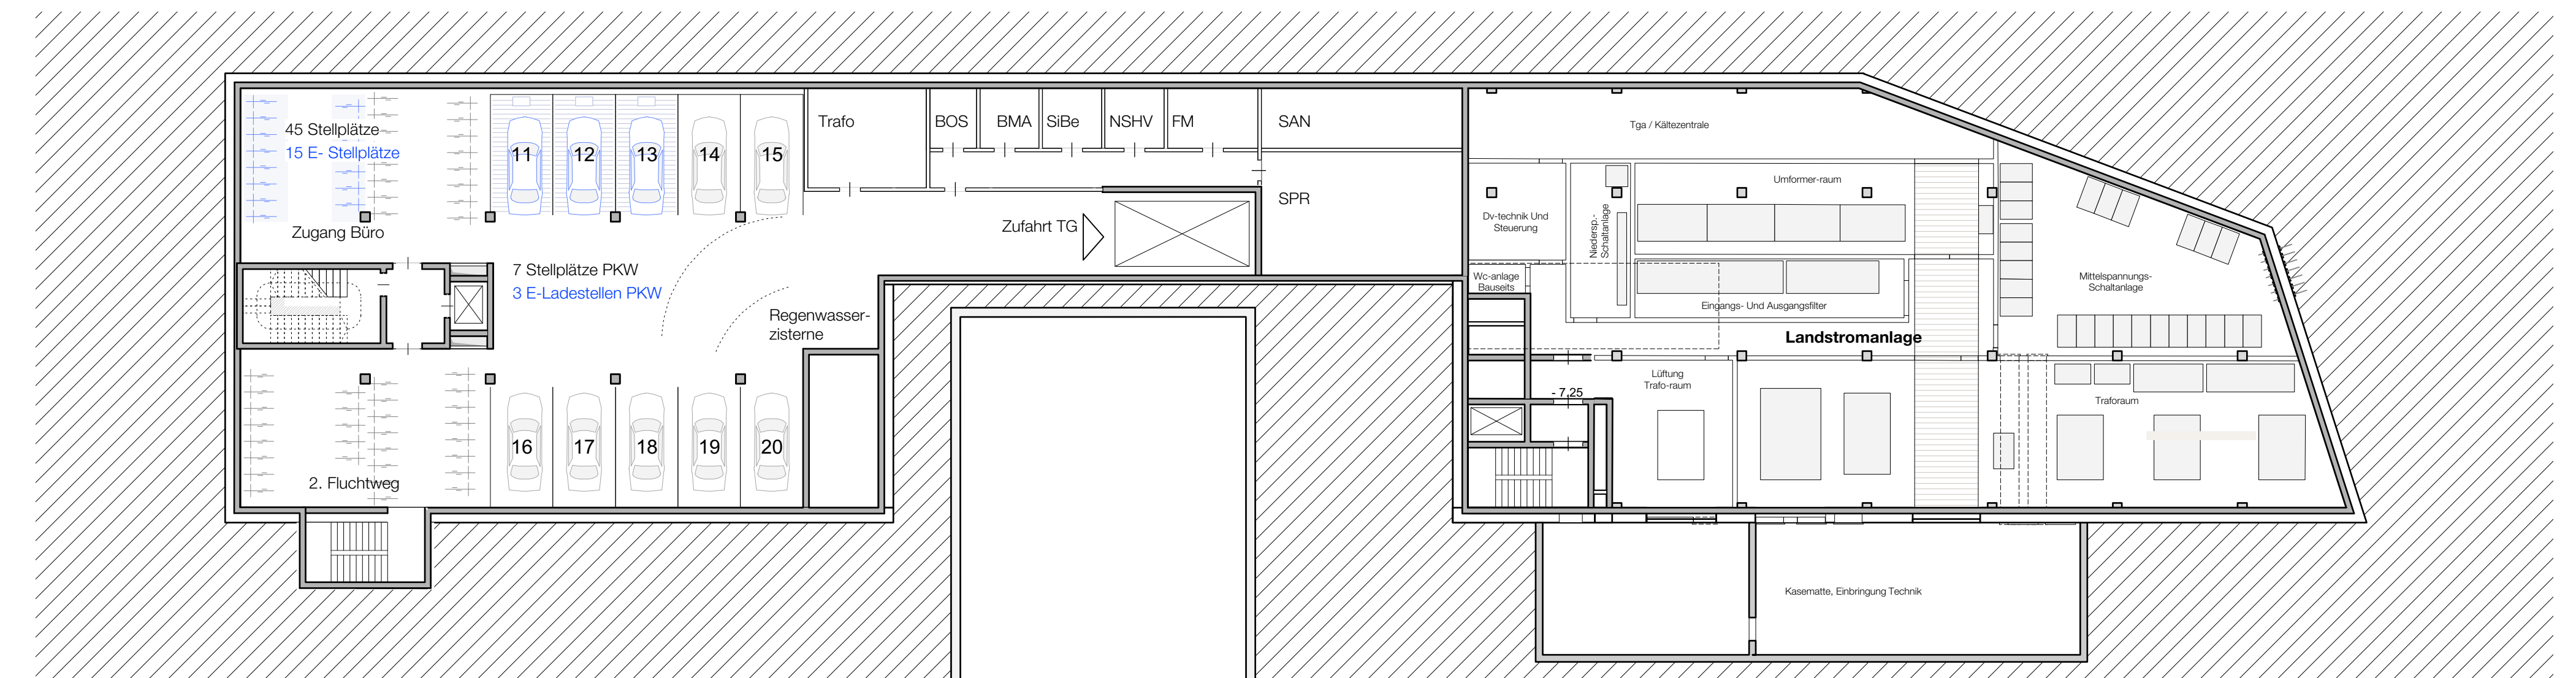 45 Stellplätze
15 E- Stellplätze
Zugang Büro
11
12
13
14
15
Trafo
BOS
BMA
SiBe
NSHV
FM
SAN
SPR
Zufahrt TG
7 Stellplätze PKW
3 E-Ladestellen PKW
Regenwasser-
zisterne
2. Fluchtweg
16
17
18
19
20
Tga / Kältezentrale
Umformer-raum
Dv-technik Und
Steuerung
Niedersp.-
Schaltanlage
Wc-anlage
Bauseits
Eingangs- Und Ausgangsfilter
Landstromanlage
Mittelspannungs-
Schaltanlage
Lüftung
Trafo-raum
- 7,25
Traforaum
Kasematte, Einbringung Technik